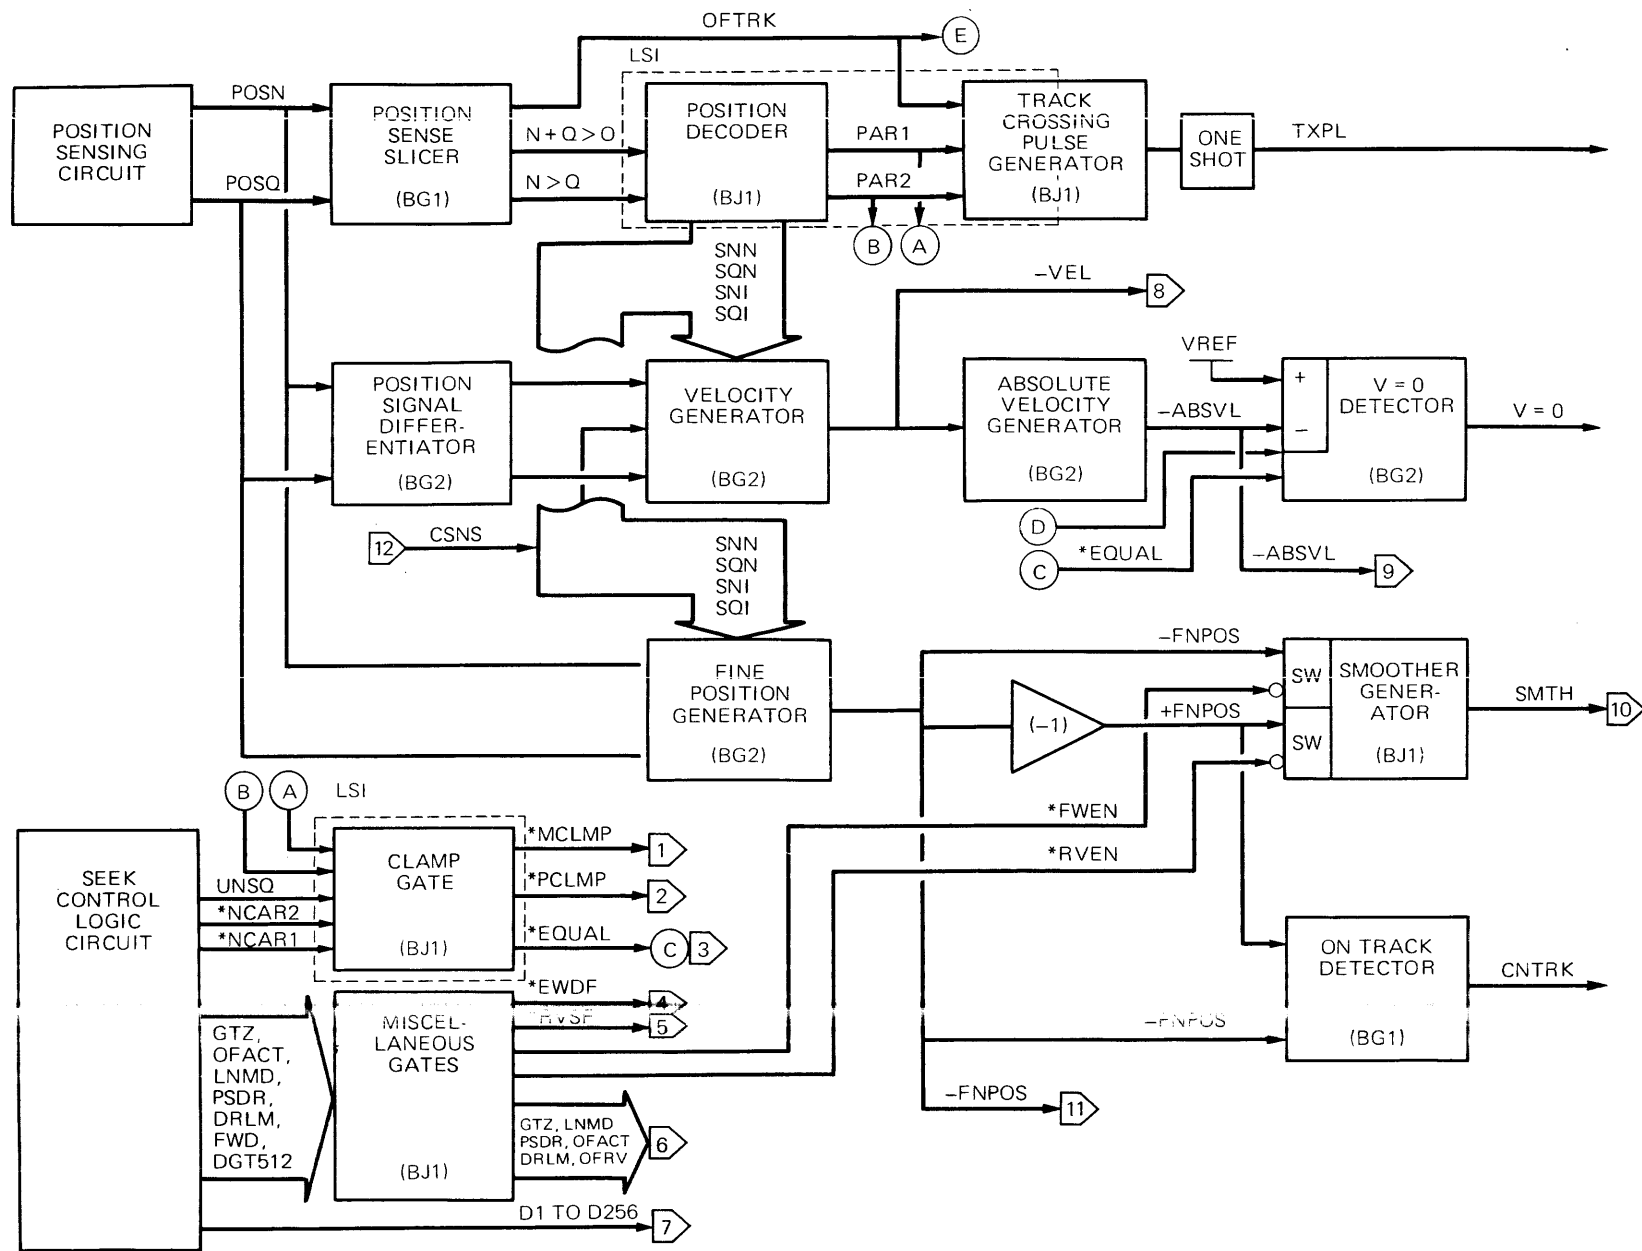 OFTRK
E
LSI
POSN
POSITION
SENSING
CIRCUIT
POSQ
POSITION
SENSE
SLICER
(BG1)
N+Q>O
N>Q
POSITION
DECODER
(BJ1)
PAR1
PAR2
TRACK
CROSSING
PULSE
GENERATOR
(BJ1)
ONE
SHOT
TXPL
B
A
SNN
SQN
SNI
SQI
−VEL
8
POSITION
SIGNAL
DIFFER-
ENTIATOR
(BG2)
VELOCITY
GENERATOR
(BG2)
ABSOLUTE
VELOCITY
GENERATOR
(BG2)
−ABSVL
VREF
+
−
V = 0
DETECTOR
(BG2)
V = 0
D
*EQUAL
C
−ABSVL
9
12
CSNS
SNN
SQN
SNI
SQI
FINE
POSITION
GENERATOR
(BG2)
−FNPOS
(−1)
+FNPOS
SW
SW
SMOOTHER
GENER-
ATOR
(BJ1)
SMTH
10
*FWEN
*RVEN
B
A
LSI
SEEK
CONTROL
LOGIC
CIRCUIT
UNSQ
*NCAR2
*NCAR1
CLAMP
GATE
(BJ1)
*MCLMP
1
*PCLMP
2
*EQUAL
C
3
ON TRACK
DETECTOR
(BG1)
CNTRK
−FNPOS
*EWDF
4
*RVSF
5
GTZ,
OFACT,
LNMD,
PSDR,
DRLM,
FWD,
DGT512
MISCEL-
LANEOUS
GATES
(BJ1)
GTZ, LNMD
PSDR, OFACT
DRLM, OFRV
6
−FNPOS
11
D1 TO D256
7